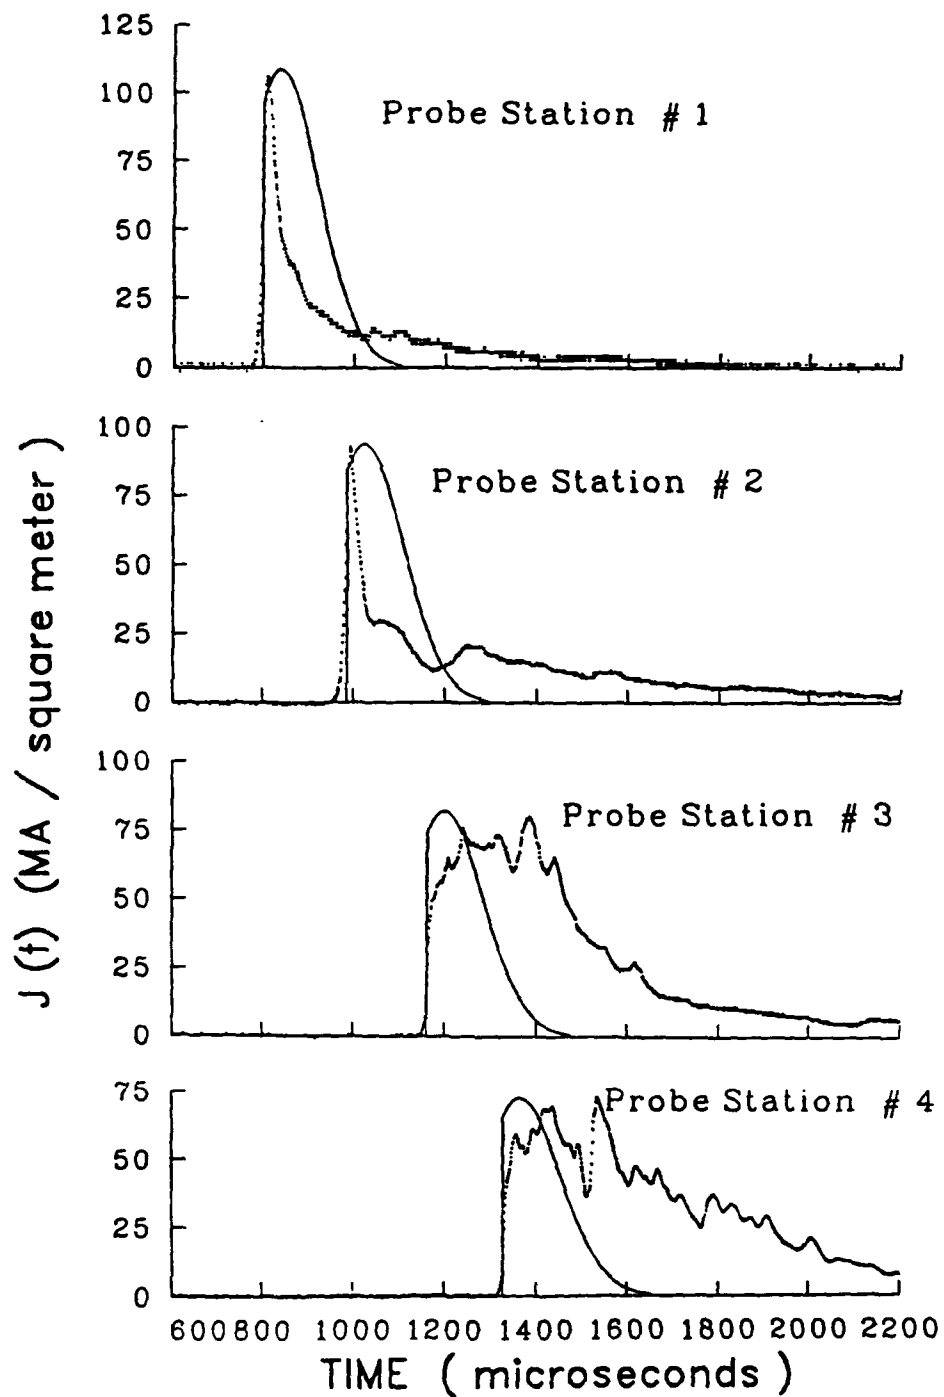 125
100
75
50
25
0
Probe Station # 1
100
75
50
25
0
Probe Station # 2
100
75
50
25
0
Probe Station # 3
75
50
25
0
Probe Station # 4
J (t) (MA / square meter)
600 800 1000 1200 1400 1600 1800 2000 2200
TIME ( microseconds )